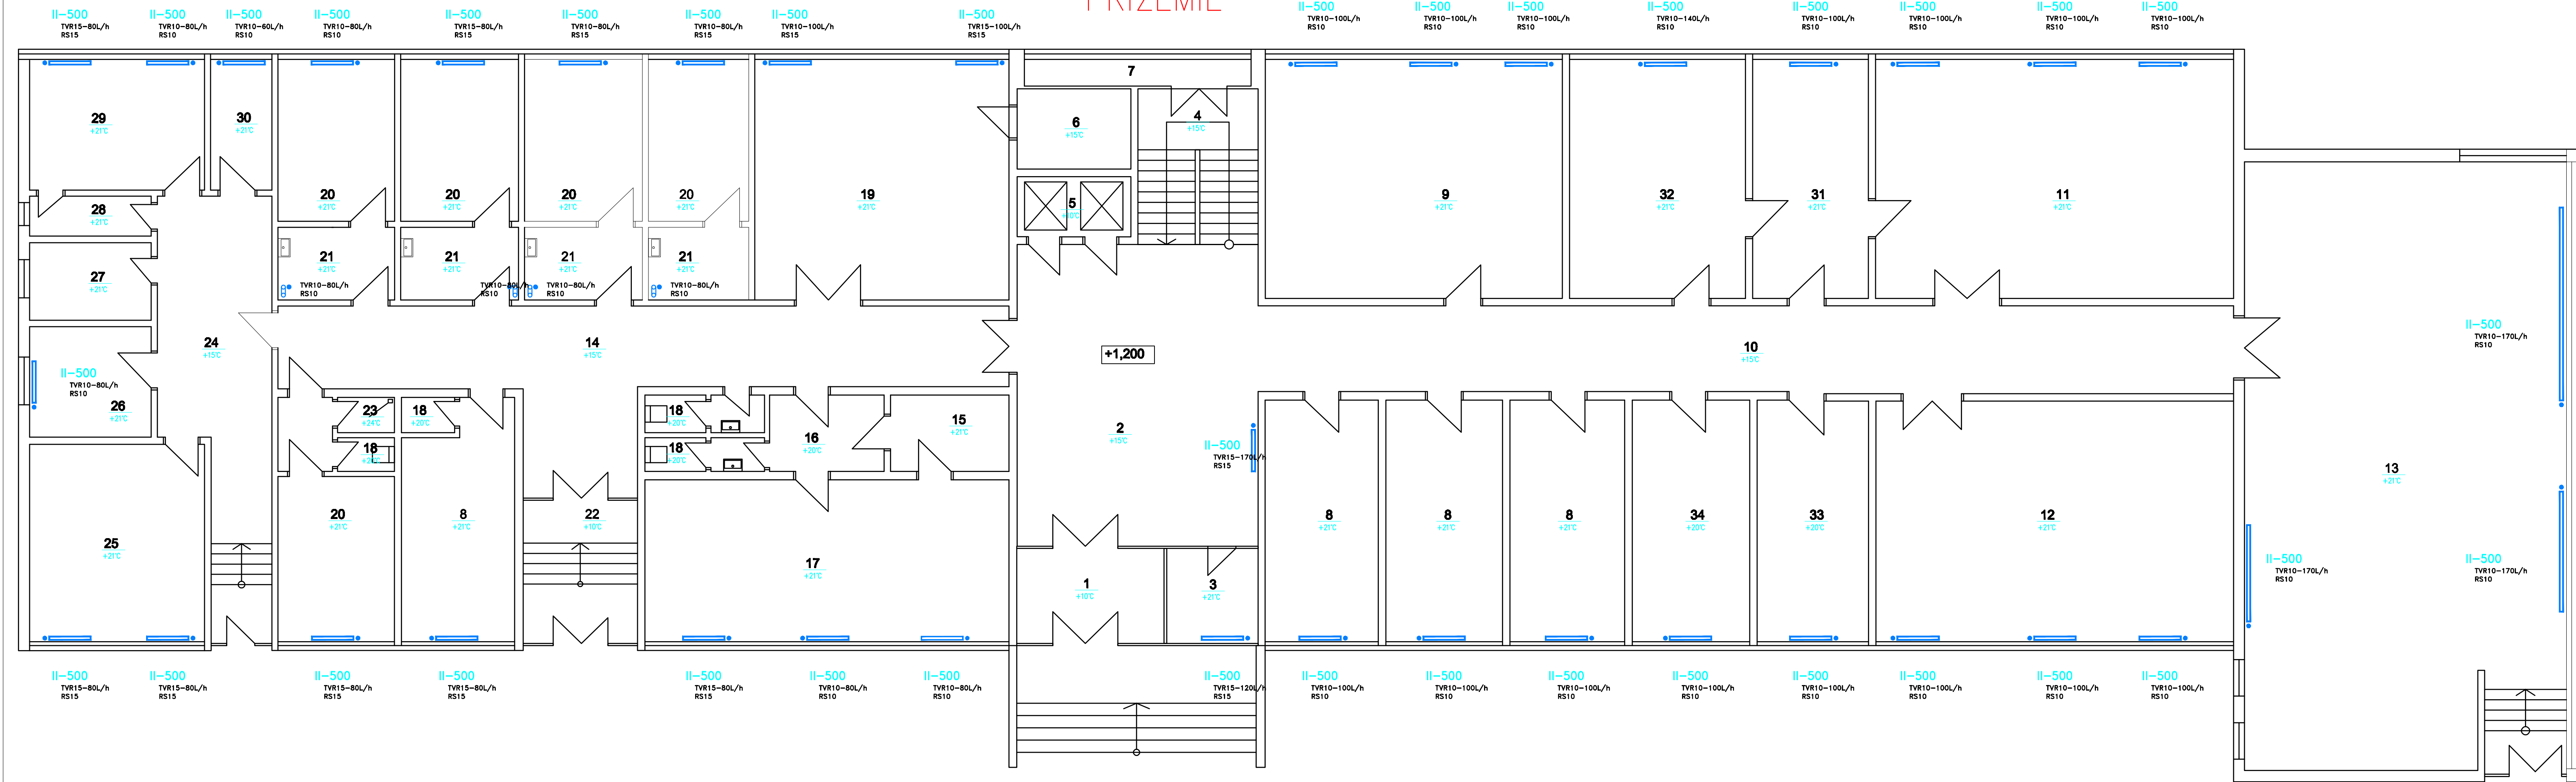 PRIZEMIE
II-500
TVR15-80L/h
RS15
II-500
TVR10-80L/h
RS10
II-500
TVR10-60L/h
RS10
II-500
TVR10-80L/h
RS10
II-500
TVR15-80L/h
RS15
II-500
TVR15-80L/h
RS15
II-500
TVR10-80L/h
RS15
II-500
TVR10-100L/h
RS15
II-500
TVR15-100L/h
RS15
II-500
TVR10-100L/h
RS10
II-500
TVR10-100L/h
RS10
II-500
TVR10-100L/h
RS10
II-500
TVR10-140L/h
RS10
II-500
TVR10-100L/h
RS10
II-500
TVR10-100L/h
RS10
II-500
TVR10-100L/h
RS10
II-500
TVR10-100L/h
RS10
7
29
+21°C
30
+21°C
6
+15°C
4
+15°C
20
+21°C
20
+21°C
20
+21°C
20
+21°C
19
+21°C
5
9
+21°C
32
+21°C
31
+21°C
11
+21°C
28
+21°C
27
+21°C
21
+21°C
21
+21°C
21
+21°C
21
+21°C
TVR10-80L/h
RS10
TVR10-80L/h
RS10
TVR10-80L/h
RS10
TVR10-80L/h
RS10
24
+15°C
14
+15°C
+1,200
10
+15°C
II-500
TVR10-170L/h
RS10
II-500
TVR10-80L/h
RS10
26
+21°C
23
+24°C
18
+20°C
18
+20°C
18
+20°C
18
+20°C
16
+20°C
15
+21°C
2
+15°C
II-500
TVR15-170L/h
RS15
13
+21°C
25
+21°C
20
+21°C
8
+21°C
22
+10°C
17
+21°C
1
+10°C
3
+21°C
8
+21°C
8
+21°C
8
+21°C
34
+20°C
33
+20°C
12
+21°C
II-500
TVR10-170L/h
RS10
II-500
TVR10-170L/h
RS10
II-500
TVR15-80L/h
RS15
II-500
TVR15-80L/h
RS15
II-500
TVR15-80L/h
RS15
II-500
TVR15-80L/h
RS15
II-500
TVR15-80L/h
RS15
II-500
TVR10-80L/h
RS10
II-500
TVR10-80L/h
RS10
II-500
TVR15-120L/h
RS15
II-500
TVR10-100L/h
RS10
II-500
TVR10-100L/h
RS10
II-500
TVR10-100L/h
RS10
II-500
TVR10-100L/h
RS10
II-500
TVR10-100L/h
RS10
II-500
TVR10-100L/h
RS10
II-500
TVR10-100L/h
RS10
II-500
TVR10-100L/h
RS10